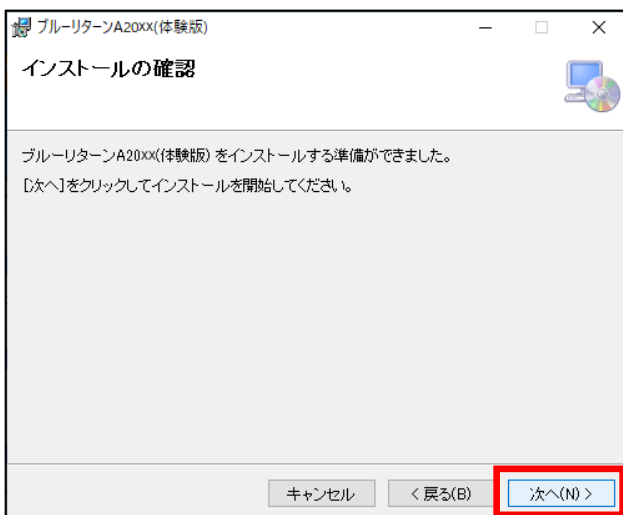 ブルーリターンA20XX(体験版)
インストールの確認
ブルーリターンA20XX(体験版) をインストールする準備ができました。
[次へ]をクリックしてインストールを開始してください。
キャンセル
< 戻る(B)
次へ(N) >